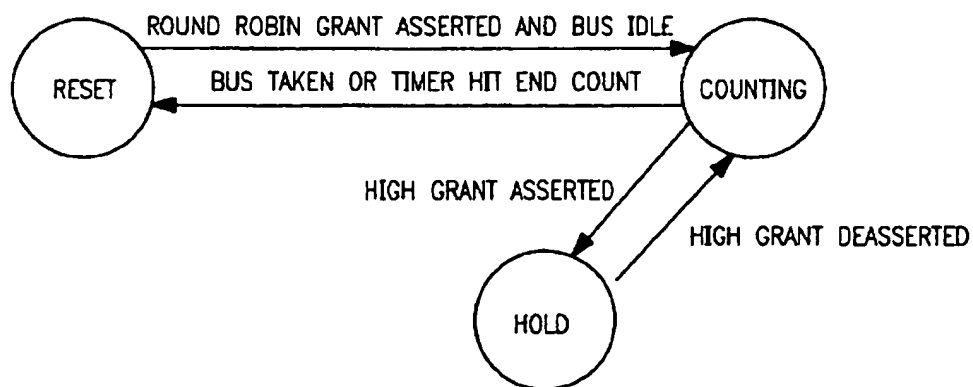 ROUND ROBIN GRANT ASSERTED AND BUS IDLE
RESET
BUS TAKEN OR TIMER HIT END COUNT
COUNTING
HIGH GRANT ASSERTED
HIGH GRANT DEASSERTED
HOLD